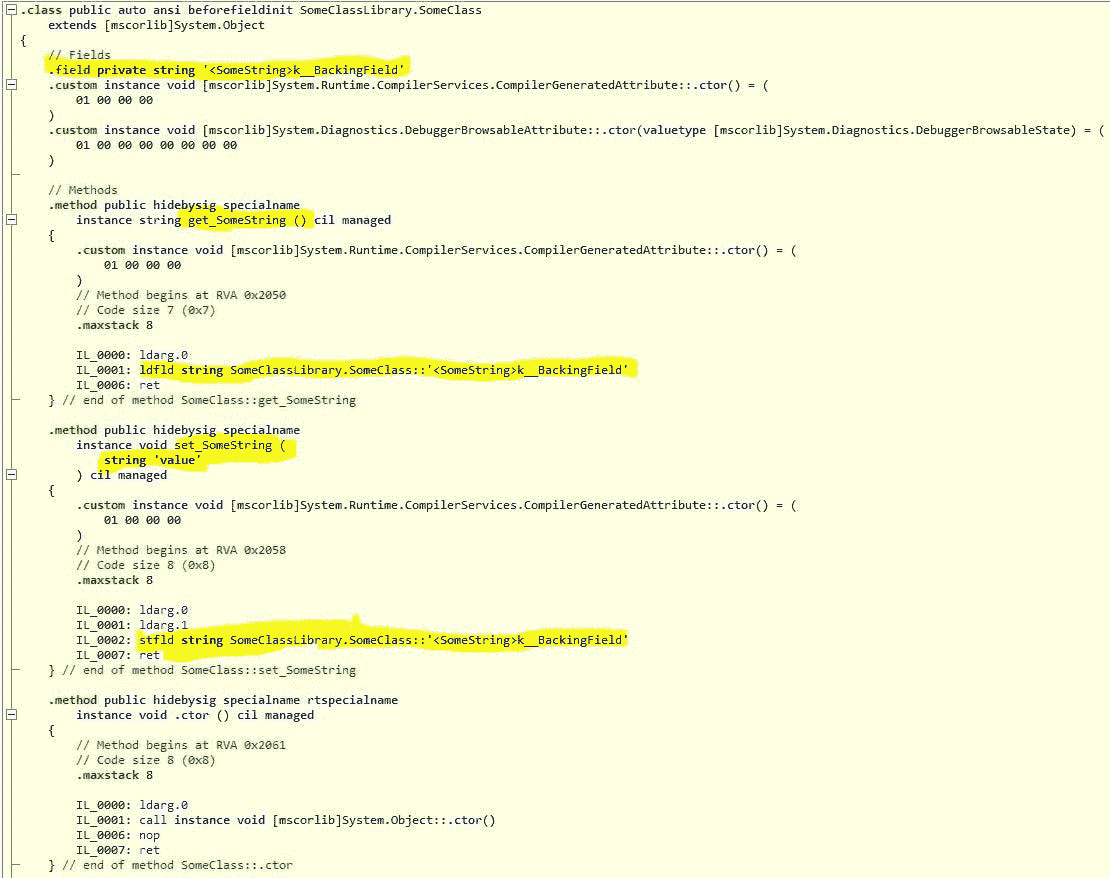 .class public auto ansi beforefieldinit SomeClassLibrary.SomeClass
extends [mscorlib]System.Object
{
// Fields
.field private string '<SomeString>k__BackingField'
.custom instance void [mscorlib]System.Runtime.CompilerServices.CompilerGeneratedAttribute::.ctor() = (
01 00 00 00
)
.custom instance void [mscorlib]System.Diagnostics.DebuggerBrowsableAttribute::.ctor(valuetype [mscorlib]System.Diagnostics.DebuggerBrowsableState) = (
01 00 00 00 00 00 00 00
)
// Methods
.method public hidebysig specialname
instance string get_SomeString () cil managed
{
.custom instance void [mscorlib]System.Runtime.CompilerServices.CompilerGeneratedAttribute::.ctor() = (
01 00 00 00
)
// Method begins at RVA 0x2050
// Code size 7 (0x7)
.maxstack 8
IL_0000: ldarg.0
IL_0001: ldfld string SomeClassLibrary.SomeClass::'<SomeString>k__BackingField'
IL_0006: ret
} // end of method SomeClass::get_SomeString
.method public hidebysig specialname
instance void set_SomeString (
string 'value'
) cil managed
{
.custom instance void [mscorlib]System.Runtime.CompilerServices.CompilerGeneratedAttribute::.ctor() = (
01 00 00 00
)
// Method begins at RVA 0x2058
// Code size 8 (0x8)
.maxstack 8
IL_0000: ldarg.0
IL_0001: ldarg.1
IL_0002: stfld string SomeClassLibrary.SomeClass::'<SomeString>k__BackingField'
IL_0007: ret
} // end of method SomeClass::set_SomeString
.method public hidebysig specialname rtspecialname
instance void .ctor () cil managed
{
// Method begins at RVA 0x2061
// Code size 8 (0x8)
.maxstack 8
IL_0000: ldarg.0
IL_0001: call instance void [mscorlib]System.Object::.ctor()
IL_0006: nop
IL_0007: ret
} // end of method SomeClass::.ctor